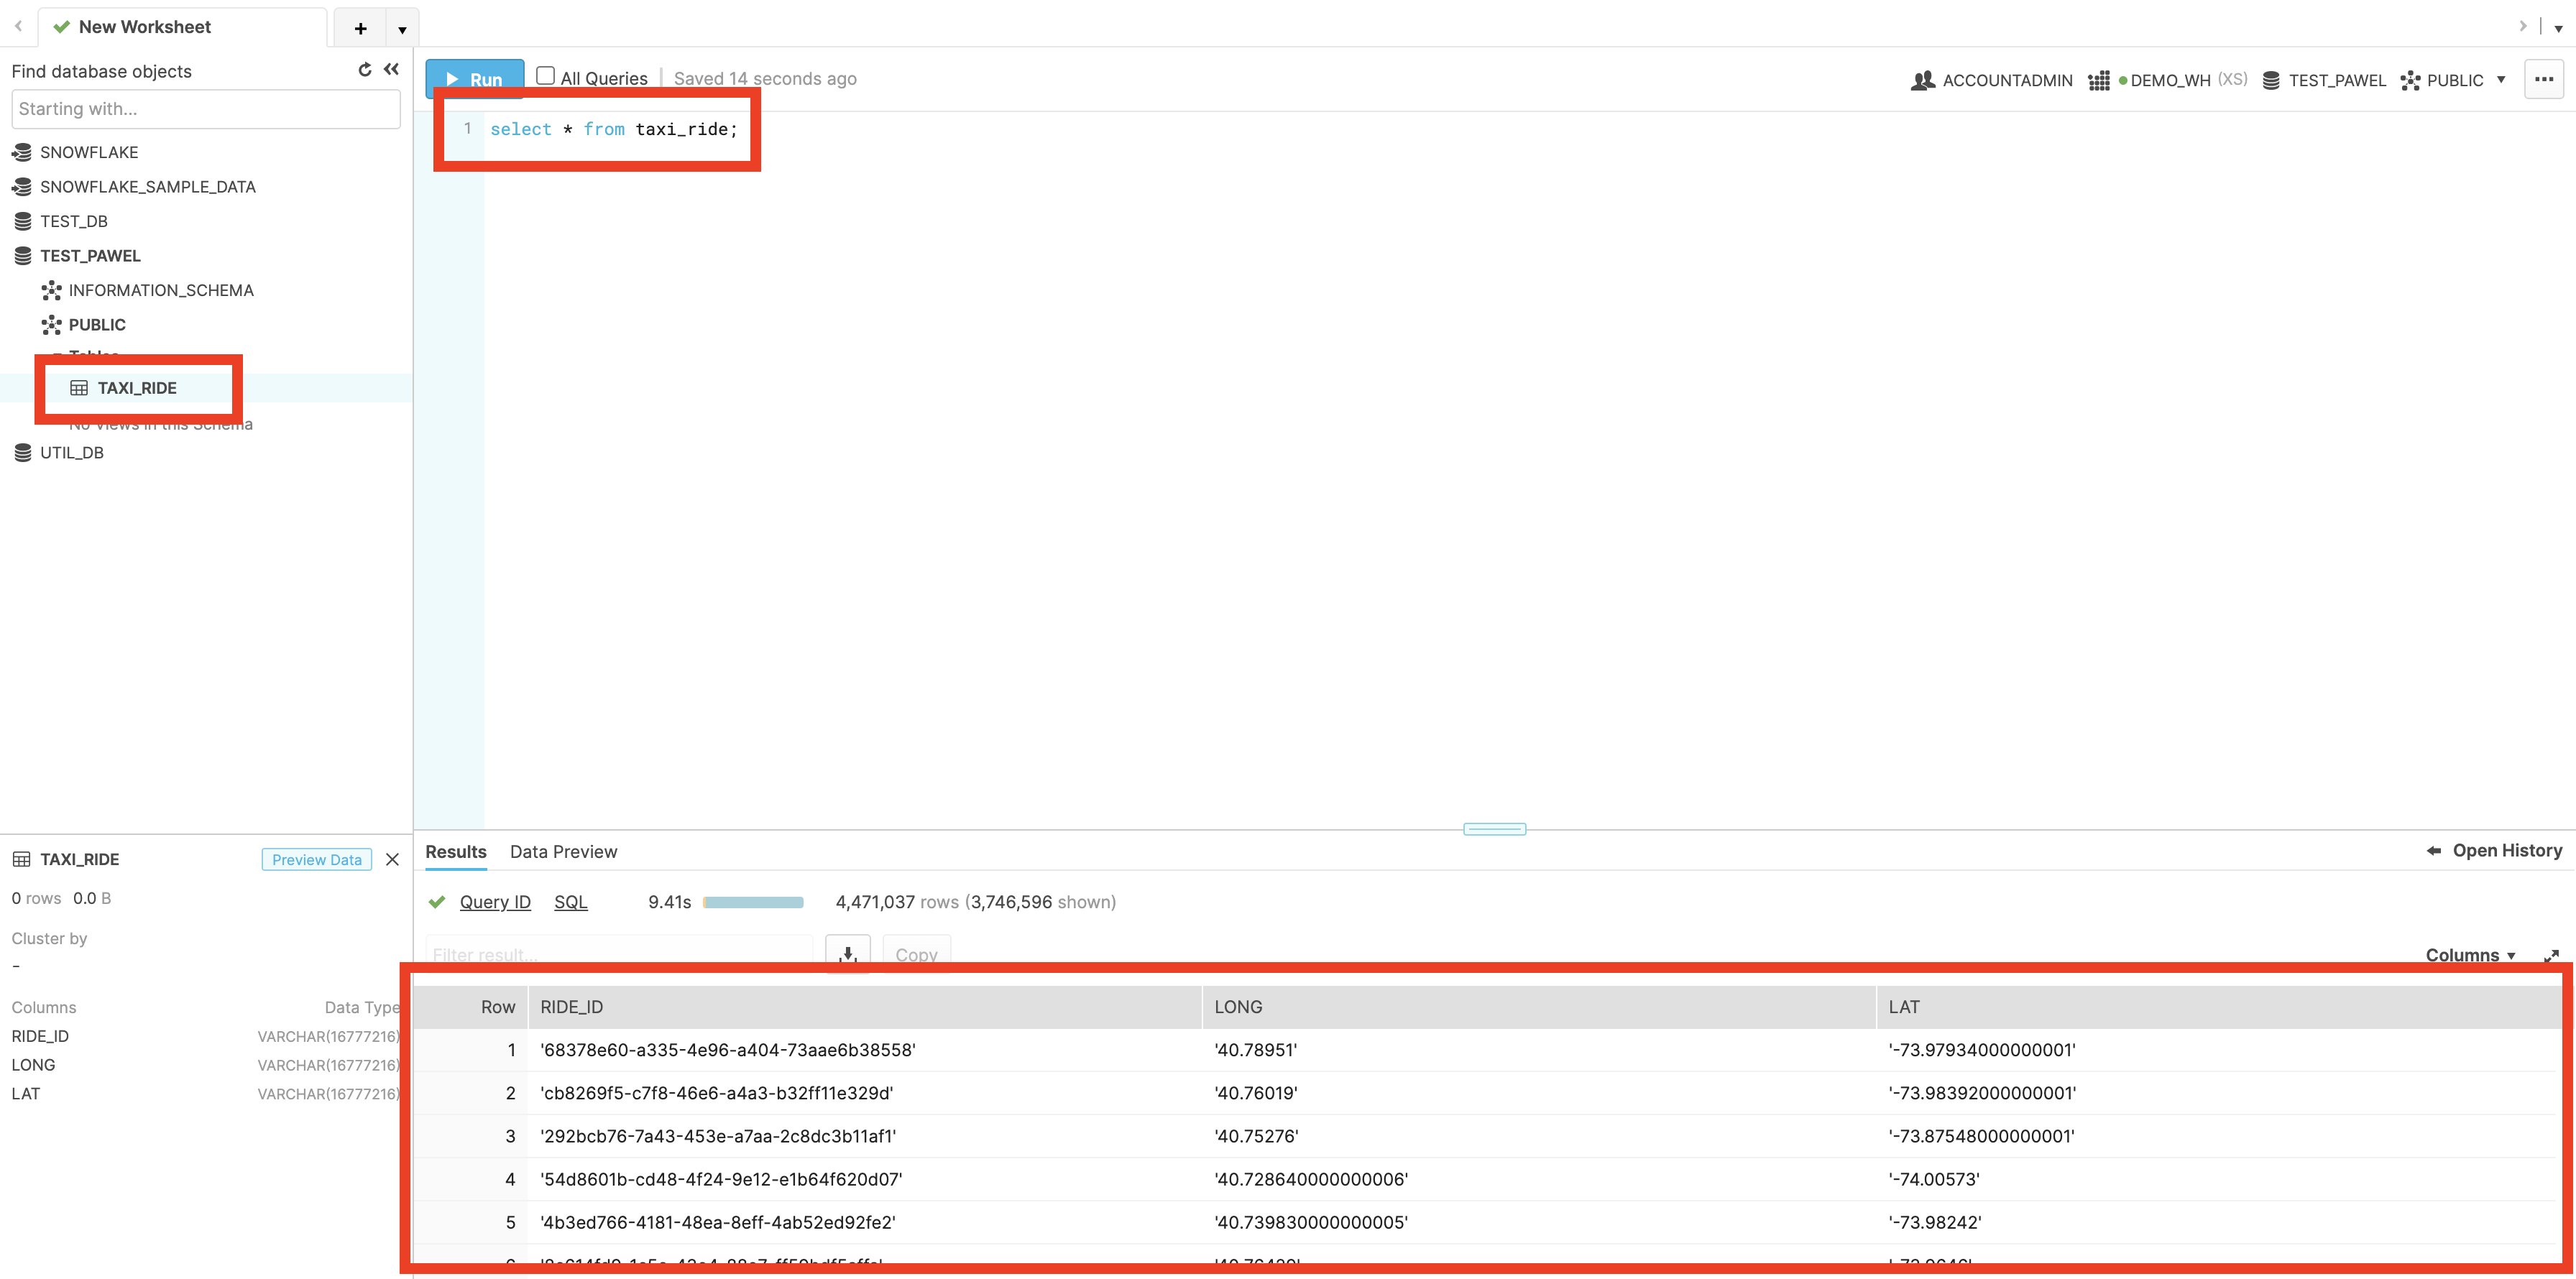 New Worksheet
+
Find database objects
Starting with...
SNOWFLAKE
SNOWFLAKE_SAMPLE_DATA
TEST_DB
TEST_PAWEL
INFORMATION_SCHEMA
PUBLIC
Tables
TAXI_RIDE
No Views in this Schema
UTIL_DB
Run All Queries Saved 14 seconds ago
ACCOUNTADMIN DEMO_WH (XS) TEST_PAWEL PUBLIC ...
1 select * from taxi_ride;
TAXI_RIDE Preview Data
0 rows 0.0 B
Cluster by
-
Columns Data Type
RIDE_ID VARCHAR(16777216)
LONG VARCHAR(16777216)
LAT VARCHAR(16777216)
Results Data Preview Open History
Query ID SQL 9.41s 4,471,037 rows (3,746,596 shown)
Filter result... Copy Columns
Row RIDE_ID LONG LAT
1 '68378e60-a335-4e96-a404-73aae6b38558' '40.78951' '-73.97934000000001'
2 'cb8269f5-c7f8-46e6-a4a3-b32ff11e329d' '40.76019' '-73.98392000000001'
3 '292bcb76-7a43-453e-a7aa-2c8dc3b11af1' '40.75276' '-73.87548000000001'
4 '54d8601b-cd48-4f24-9e12-e1b64f620d07' '40.728640000000006' '-74.00573'
5 '4b3ed766-4181-48ea-8eff-4ab52ed92fe2' '40.739830000000005' '-73.98242'